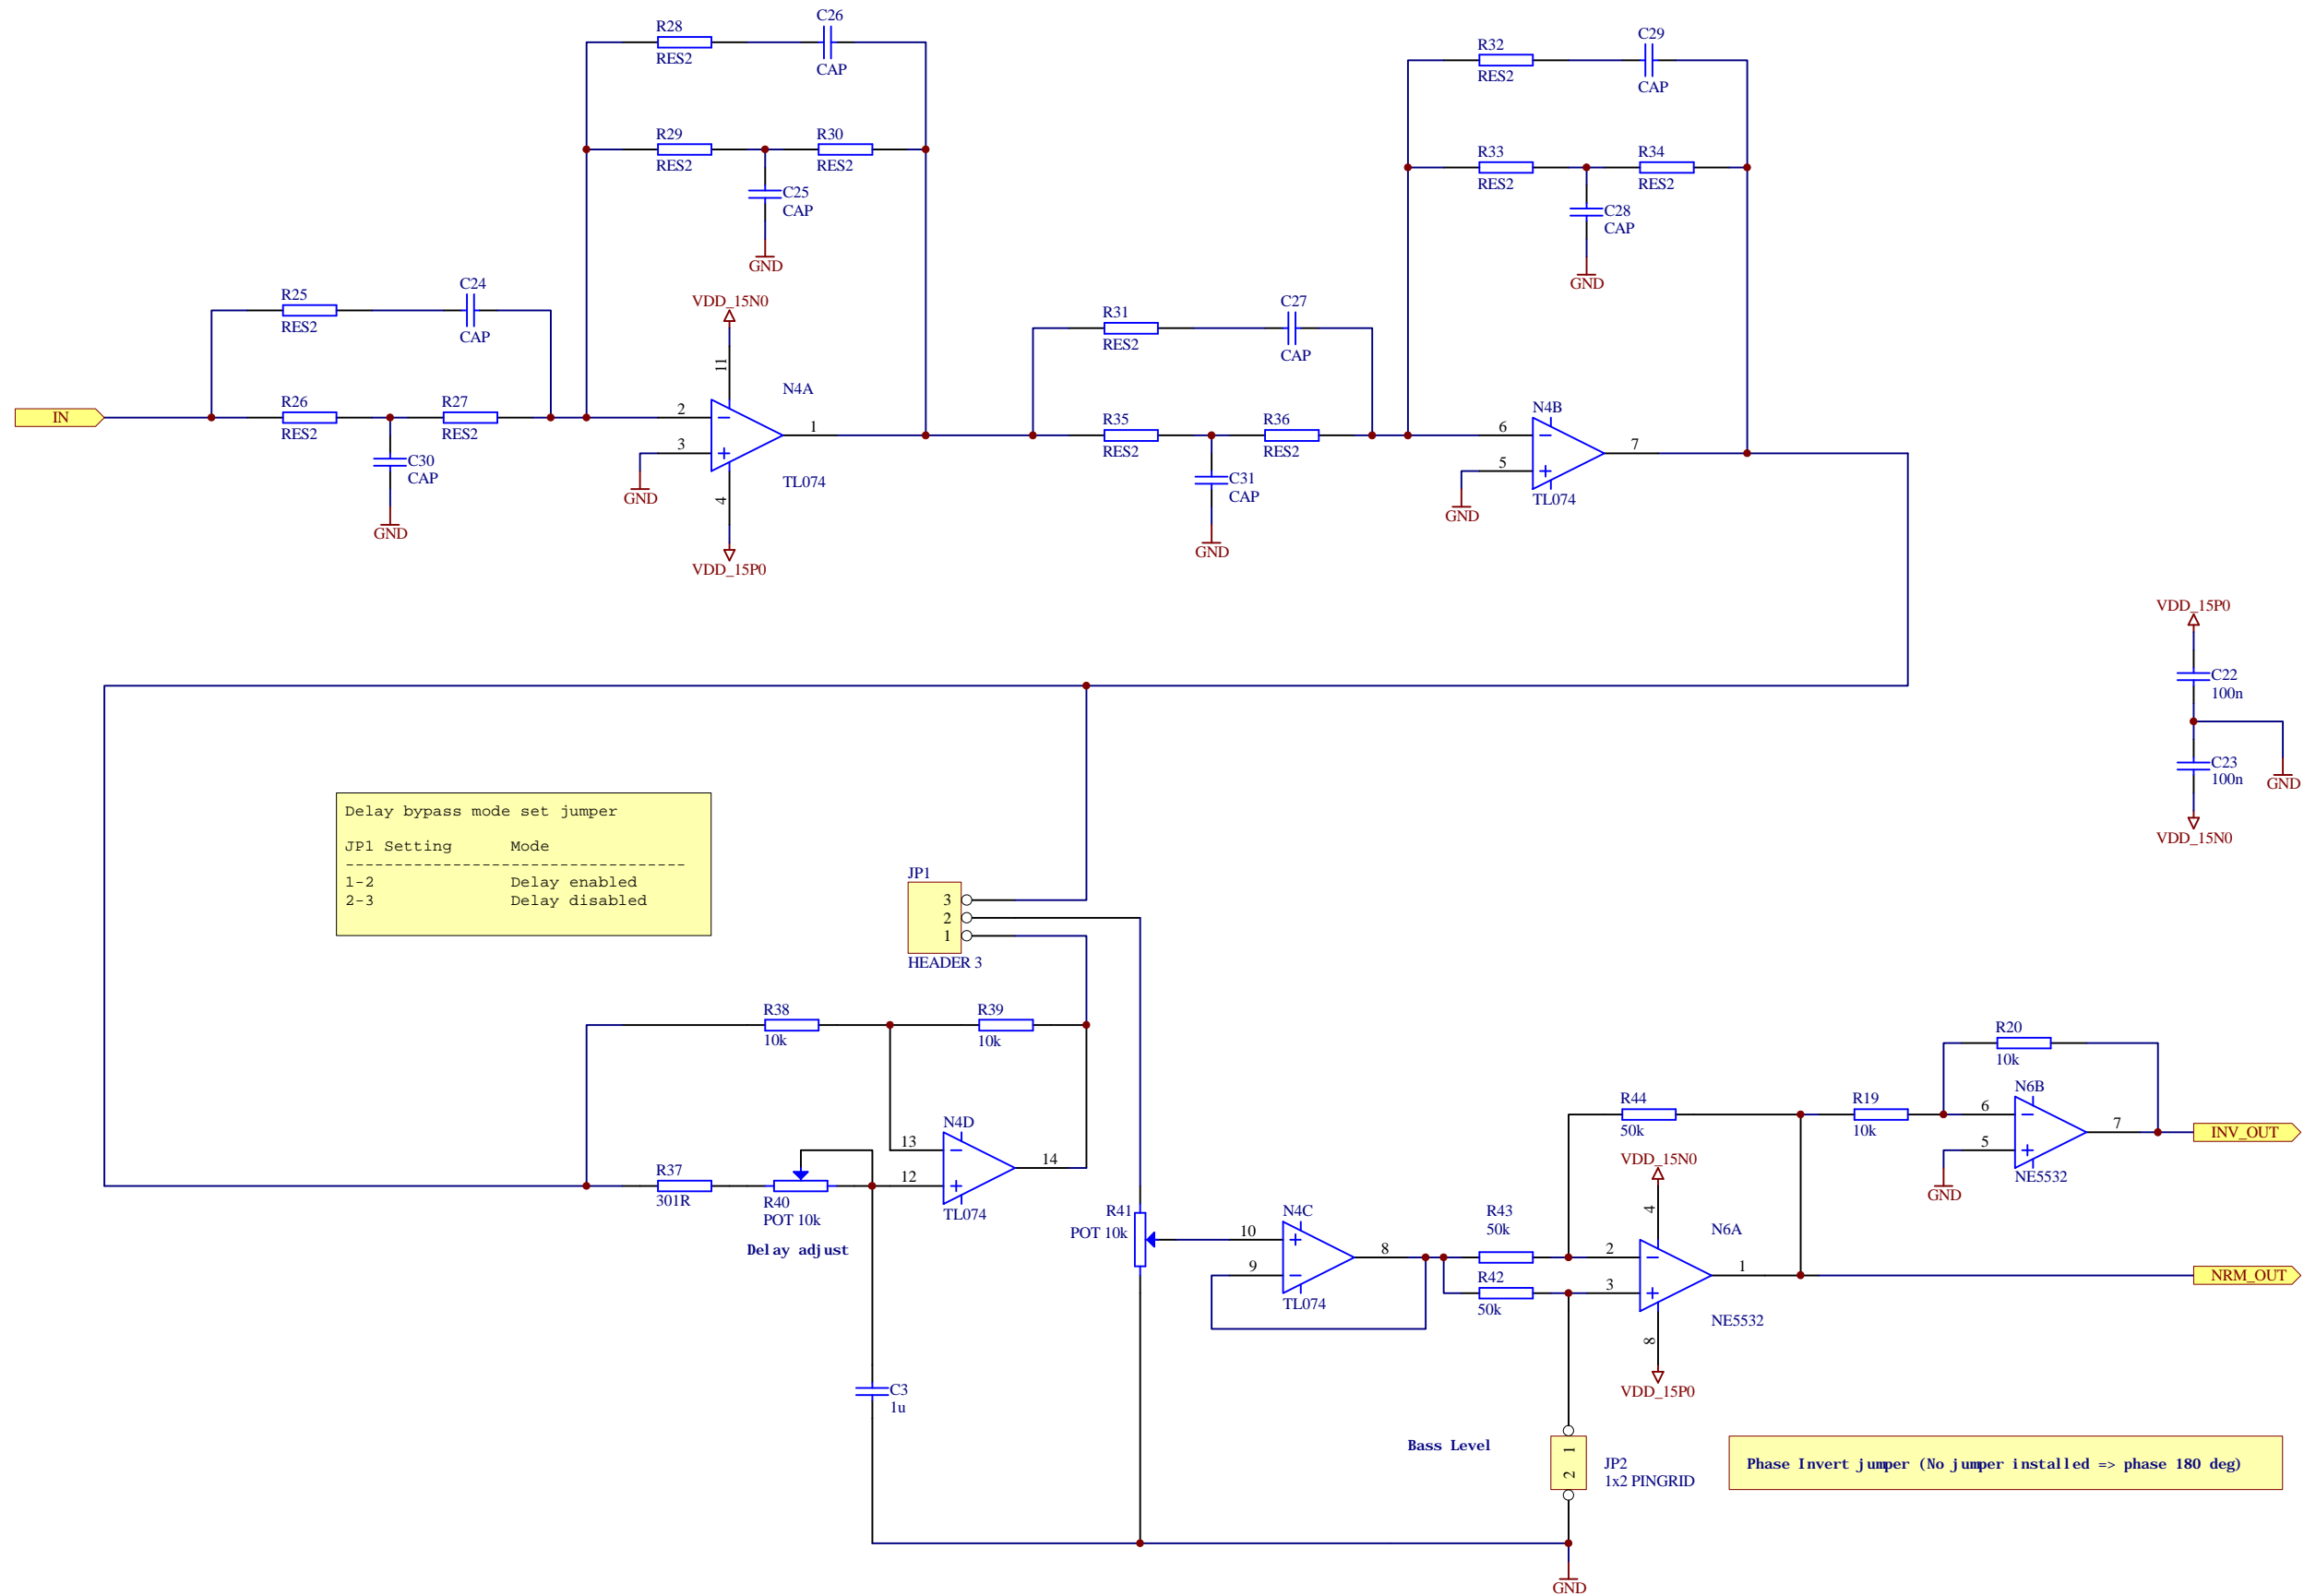 C26
R28
CAP
RES2
C29
R32
CAP
RES2
R29
RES2
R30
RES2
C25
CAP
GND
R33
RES2
R34
RES2
C28
CAP
GND
R25
RES2
C24
CAP
VDD_15N0
11
N4A
R31
RES2
C27
CAP
IN
R26
RES2
R27
RES2
C30
CAP
GND
2
3
1
4
TL074
GND
VDD_15P0
R35
RES2
R36
RES2
C31
CAP
GND
N4B
6
5
7
TL074
GND
VDD_15P0
C22
100n
C23
100n
GND
VDD_15N0
Delay bypass mode set jumper
JP1 Setting Mode
-----------------------------------
1-2 Delay enabled
2-3 Delay disabled
JP1
3
2
1
HEADER 3
R38
10k
R39
10k
N4D
13
12
14
TL074
R37
301R
R40
POT 10k
Delay adjust
R41
POT 10k
C3
1u
N4C
10
9
8
TL074
R43
50k
R42
50k
R44
50k
VDD_15N0
4
N6A
2
3
1
8
NE5532
VDD_15P0
R19
10k
R20
10k
N6B
6
5
7
NE5532
GND
INV_OUT
NRM_OUT
Bass Level
1
2
JP2
1x2 PINGRID
Phase Invert jumper (No jumper installed => phase 180 deg)
GND